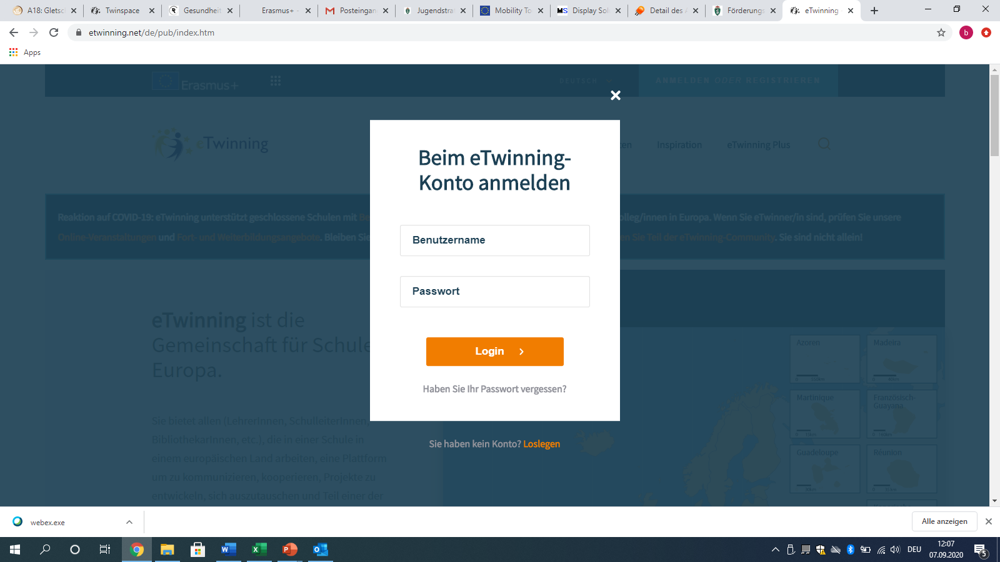 A18: Gletsc
Twinspace
Gesundheit
Erasmus+ -
Posteingan
Jugendstra
Mobility To
Display Solu
Detail des A
Förderungs
eTwinning
etwinning.net/de/pub/index.htm
b
Apps
Erasmus+
DEUTSCH
ANMELDEN ODER REGISTRIEREN
eTwinning
ten
Inspiration
eTwinning Plus
Beim eTwinning-
Konto anmelden
Reaktion auf COVID-19: eTwinning unterstützt geschlossene Schulen mit Be
olleg/innen in Europa. Wenn Sie eTwinner/in sind, prüfen Sie unsere
Online-Veranstaltungen und Fort- und Weiterbildungsangebote. Bleiben Sie
en Sie Teil der eTwinning-Community. Sie sind nicht allein!
Benutzername
Passwort
Login
Haben Sie Ihr Passwort vergessen?
Sie haben kein Konto? Loslegen
eTwinning ist die
Gemeinschaft für Schule
Europa.
Sie bietet allen (LehrerInnen, SchulleiterInnen,
BibliothekarInnen, etc.), die in einer Schule in
einem europäischen Land arbeiten, eine Plattform
um zu kommunizieren, kooperieren, Projekte zu
entwickeln, sich auszutauschen und Teil einer der
Azoren
Madeira
Martinique
Französisch-
Guayana
Guadeloupe
Réunion
webex.exe
Alle anzeigen
DEU
12:07
07.09.2020
5